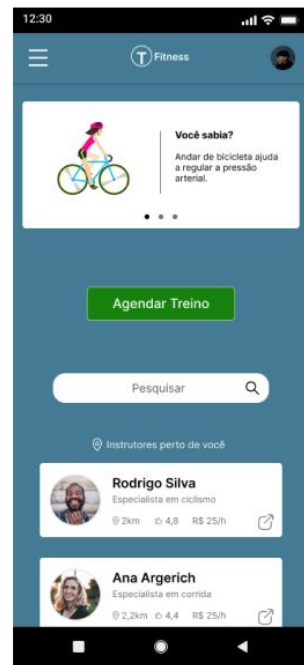 12:30
T Fitness
Você sabia?
Andar de bicicleta ajuda
a regular a pressão
arterial.
Agendar Treino
Pesquisar
Instrutores perto de você
Rodrigo Silva
Especialista em ciclismo
2km 4,8 R$ 25/h
Ana Argerich
Especialista em corrida
2,2km 4,4 R$ 25/h